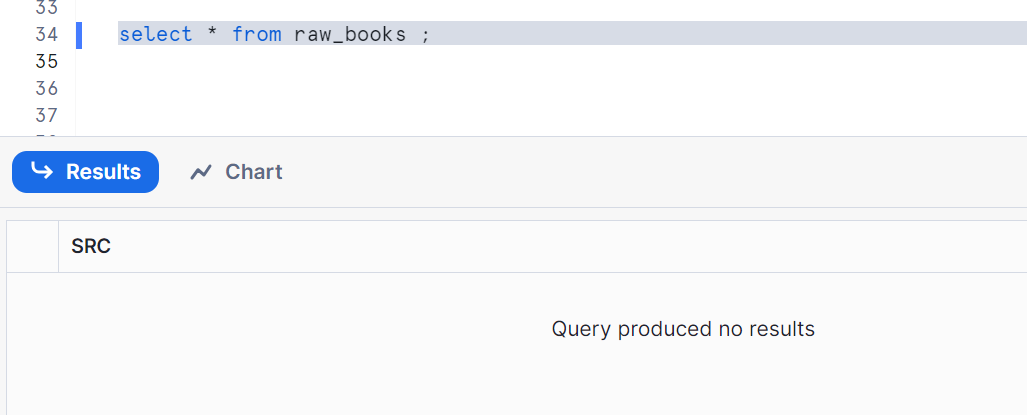 33
34 select * from raw_books ;
35
36
37
Results Chart
SRC
Query produced no results